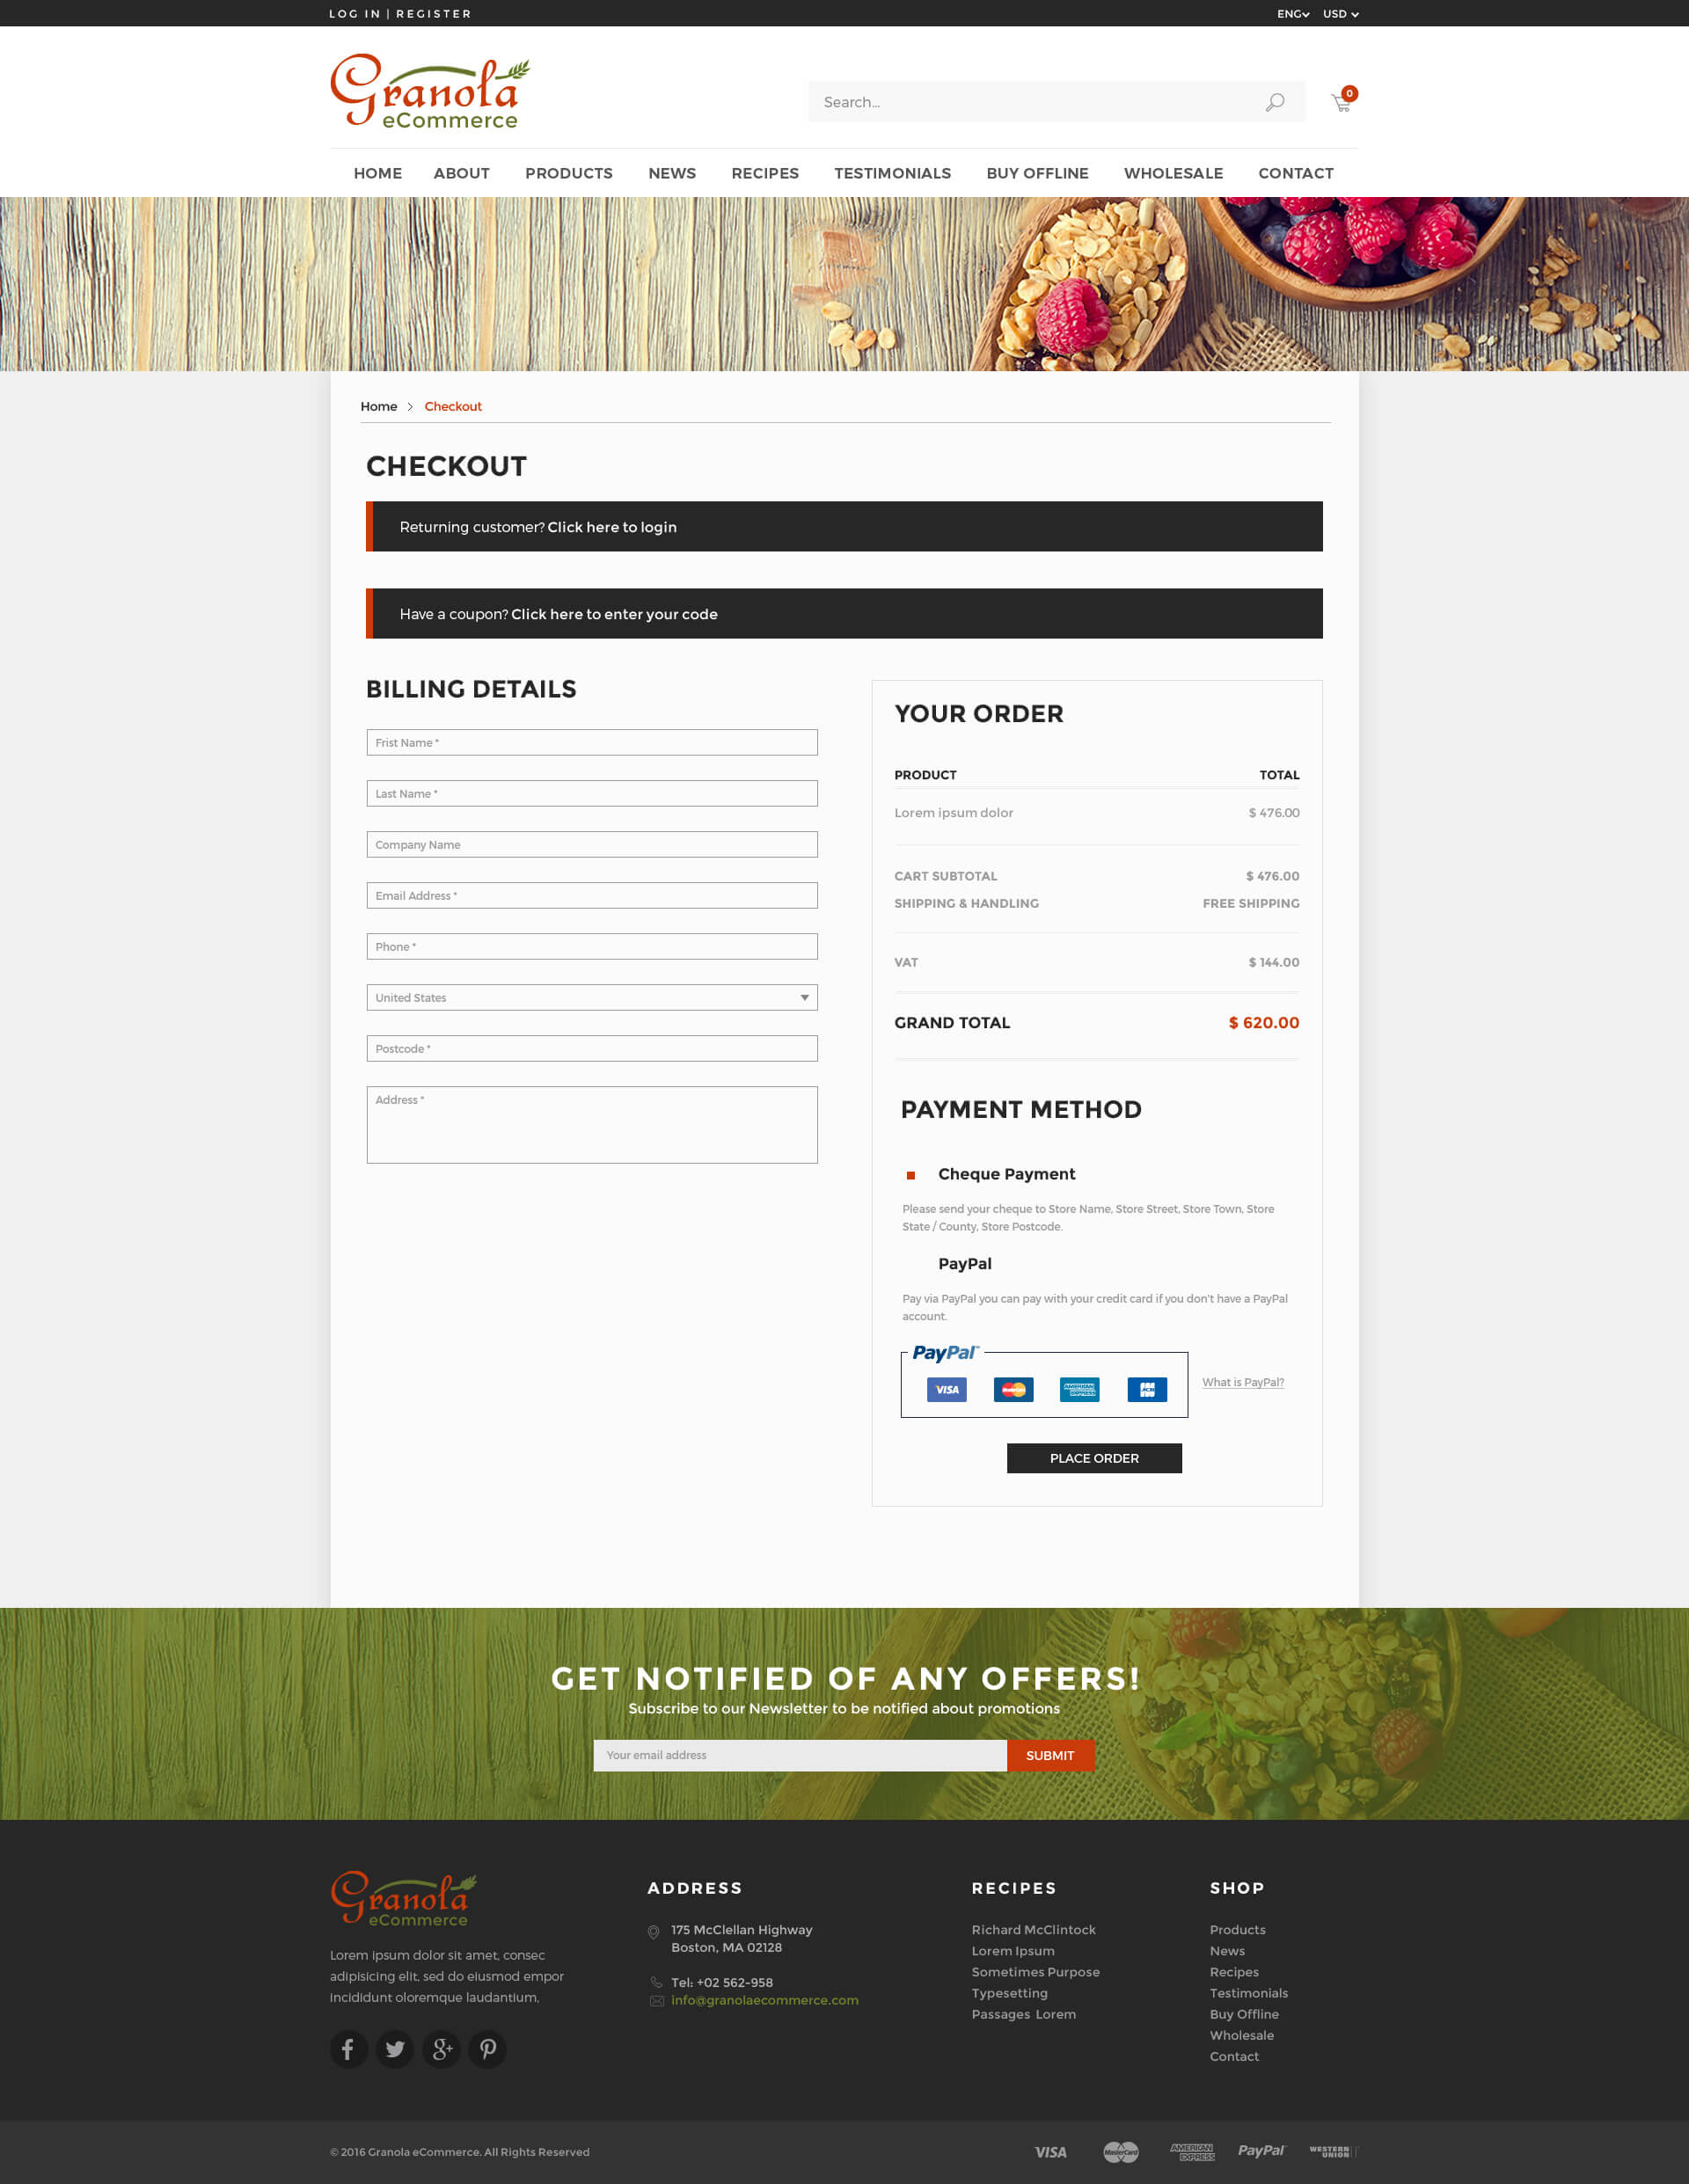 LOG IN | REGISTER
ENG
USD
Granola
eCommerce
Search...
0
HOME ABOUT PRODUCTS NEWS RECIPES TESTIMONIALS BUY OFFLINE WHOLESALE CONTACT
Home > Checkout
CHECKOUT
Returning customer? Click here to login
Have a coupon? Click here to enter your code
BILLING DETAILS
Frist Name *
Last Name *
Company Name
Email Address *
Phone *
United States
Postcode *
Address *
YOUR ORDER
PRODUCT TOTAL
Lorem ipsum dolor $ 476.00
CART SUBTOTAL $ 476.00
SHIPPING & HANDLING FREE SHIPPING
VAT $ 144.00
GRAND TOTAL $ 620.00
PAYMENT METHOD
Cheque Payment
Please send your cheque to Store Name, Store Street, Store Town, Store
State / County, Store Postcode.
PayPal
Pay via PayPal you can pay with your credit card if you don't have a PayPal
account.
PayPal™
VISA MasterCard AMERICAN EXPRESS JCB
What is PayPal?
PLACE ORDER
GET NOTIFIED OF ANY OFFERS!
Subscribe to our Newsletter to be notified about promotions
Your email address
SUBMIT
Granola
eCommerce
Lorem ipsum dolor sit amet, consec
adipisicing elit, sed do eiusmod empor
incididunt oloremque laudantium,
ADDRESS
175 McClellan Highway
Boston, MA 02128
Tel: +02 562-958
info@granolaecommerce.com
RECIPES
Richard McClintock
Lorem Ipsum
Sometimes Purpose
Typesetting
Passages Lorem
SHOP
Products
News
Recipes
Testimonials
Buy Offline
Wholesale
Contact
© 2016 Granola eCommerce. All Rights Reserved
VISA MasterCard AMERICAN EXPRESS PayPal WESTERN UNION